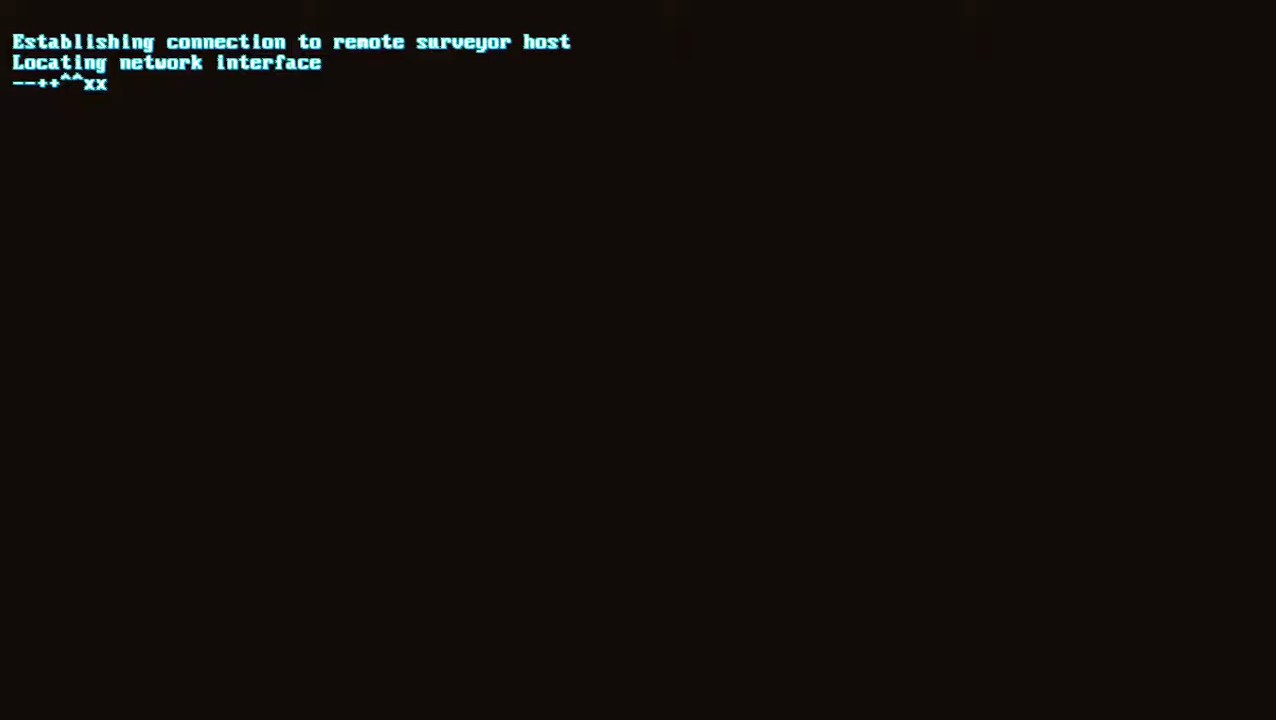 Establishing connection to remote surveyor host
Locating network interface
--++^^xx